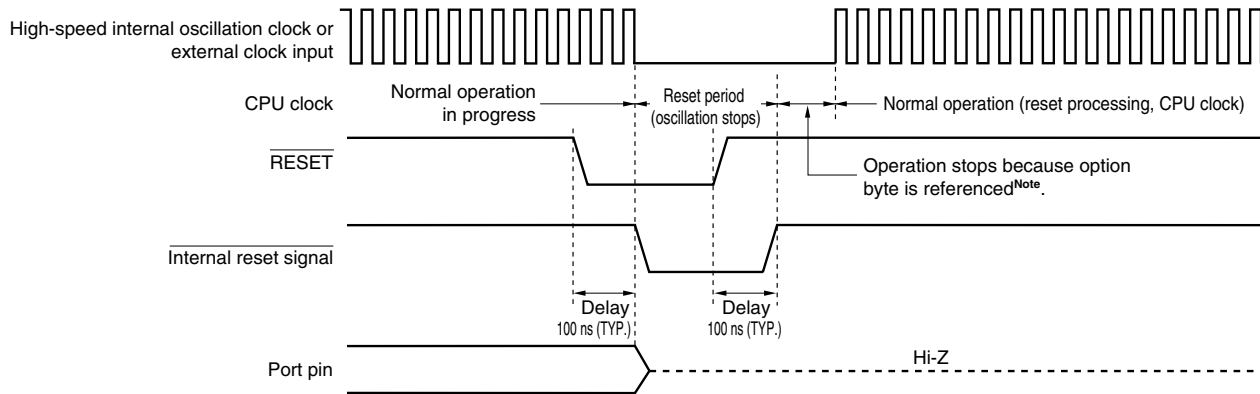 High-speed internal oscillation clock or
external clock input
CPU clock
Normal operation
in progress
Reset period
(oscillation stops)
Normal operation (reset processing, CPU clock)
RESET
Operation stops because option
byte is referencedNote.
Internal reset signal
Delay
100 ns (TYP.)
Delay
100 ns (TYP.)
Port pin
Hi-Z